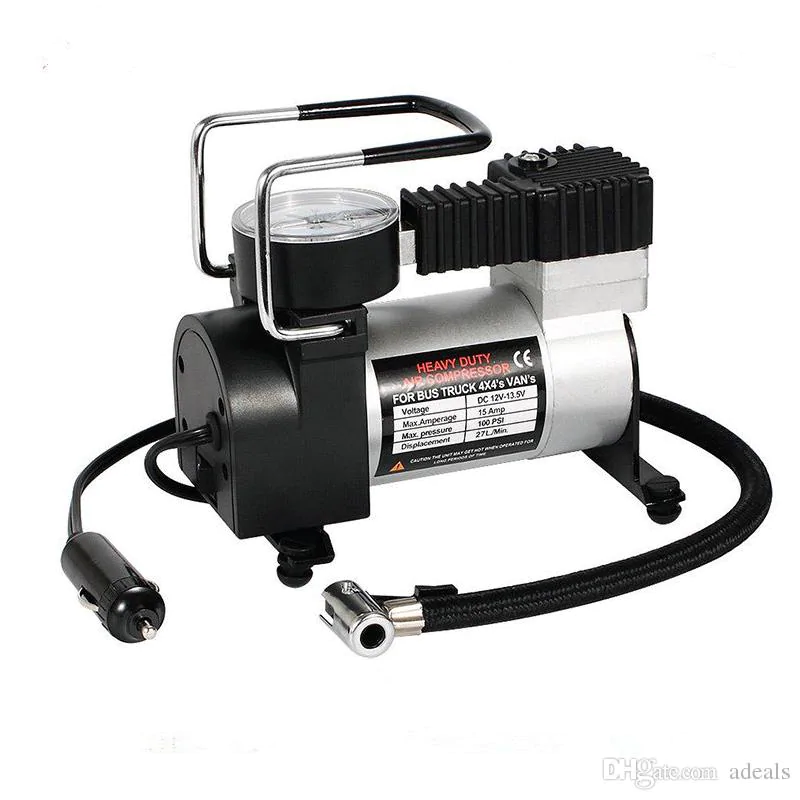 HEAVY DUTY
AIR COMPRESSOR CE
FOR BUS TRUCK 4X4's VAN's
Voltage DC 12V-13.5V
Max.Amperage 15 Amp
Max. pressure 100 PSI
Displacement 27L/Min.
CAUTION THE UNIT MAY GET HOT WHEN OPERATED FOR
LONG PERIODS OF TIME
DHgate.com adeals